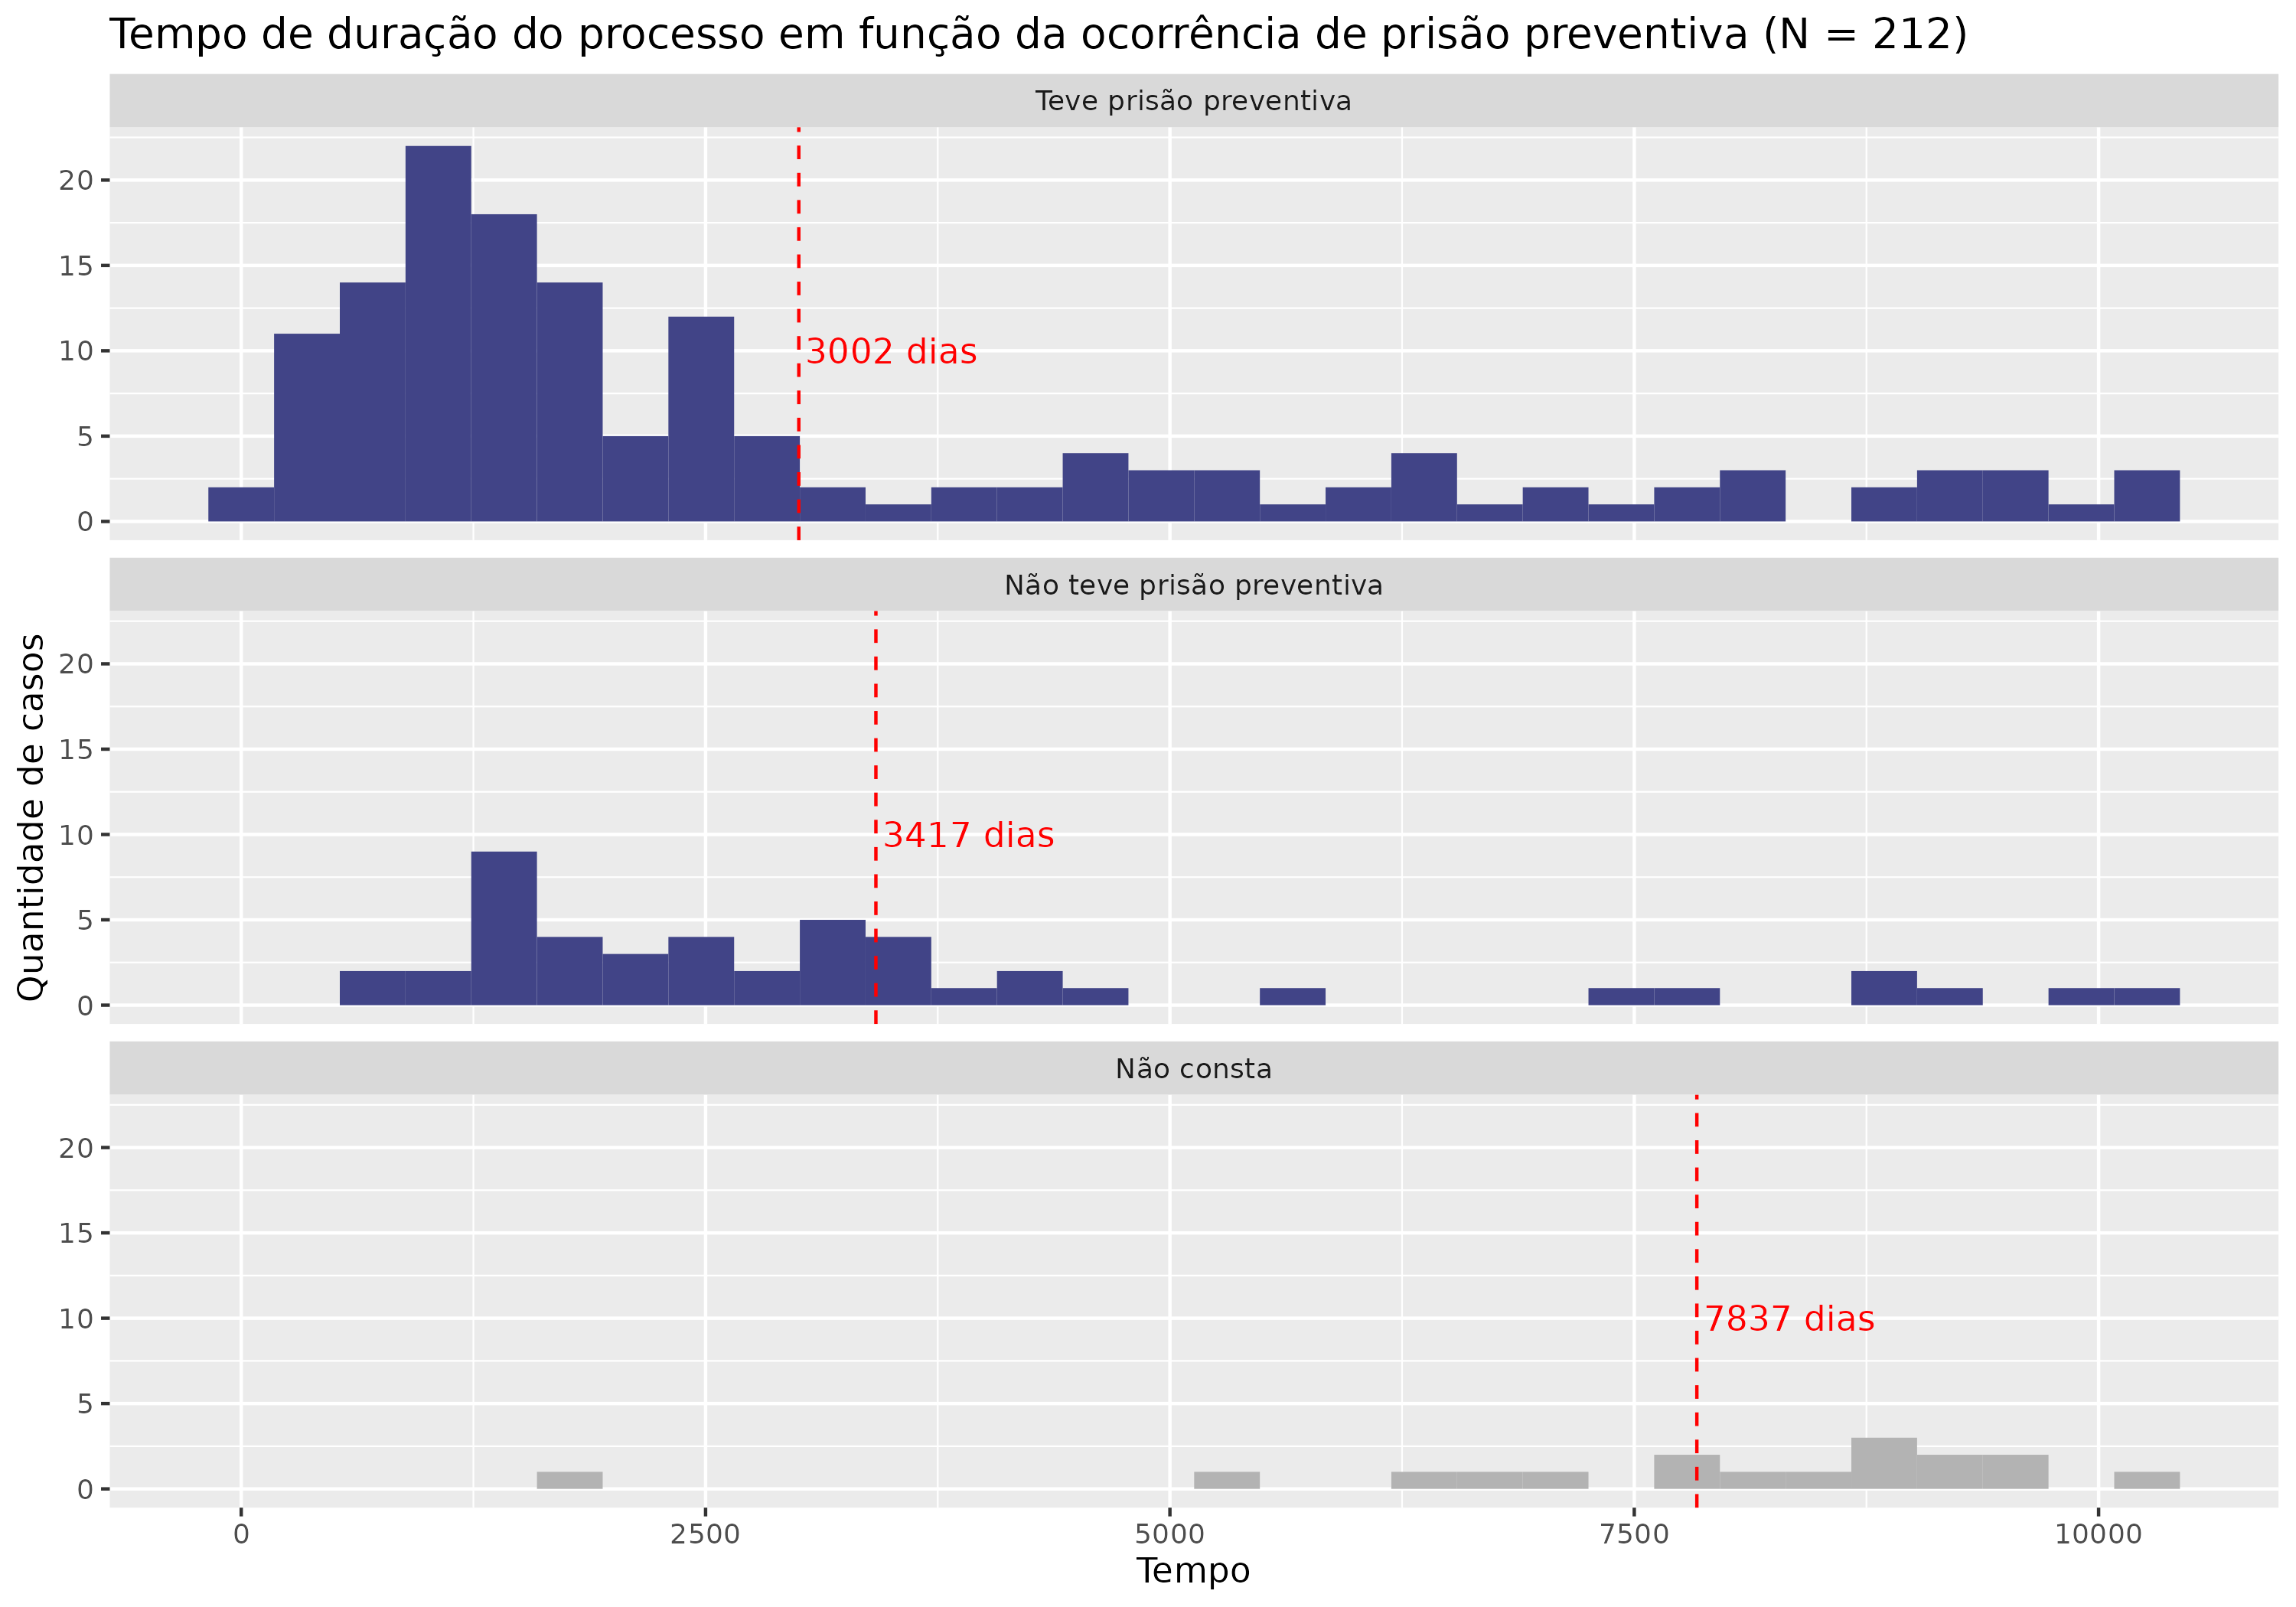 Tempo de duração do processo em função da ocorrência de prisão preventiva (N = 212)
Teve prisão preventiva
20
15
10
5
0
3002 dias
Não teve prisão preventiva
20
15
10
5
0
3417 dias
Quantidade de casos
Não consta
20
15
10
5
0
7837 dias
0 2500 5000 7500 10000
Tempo